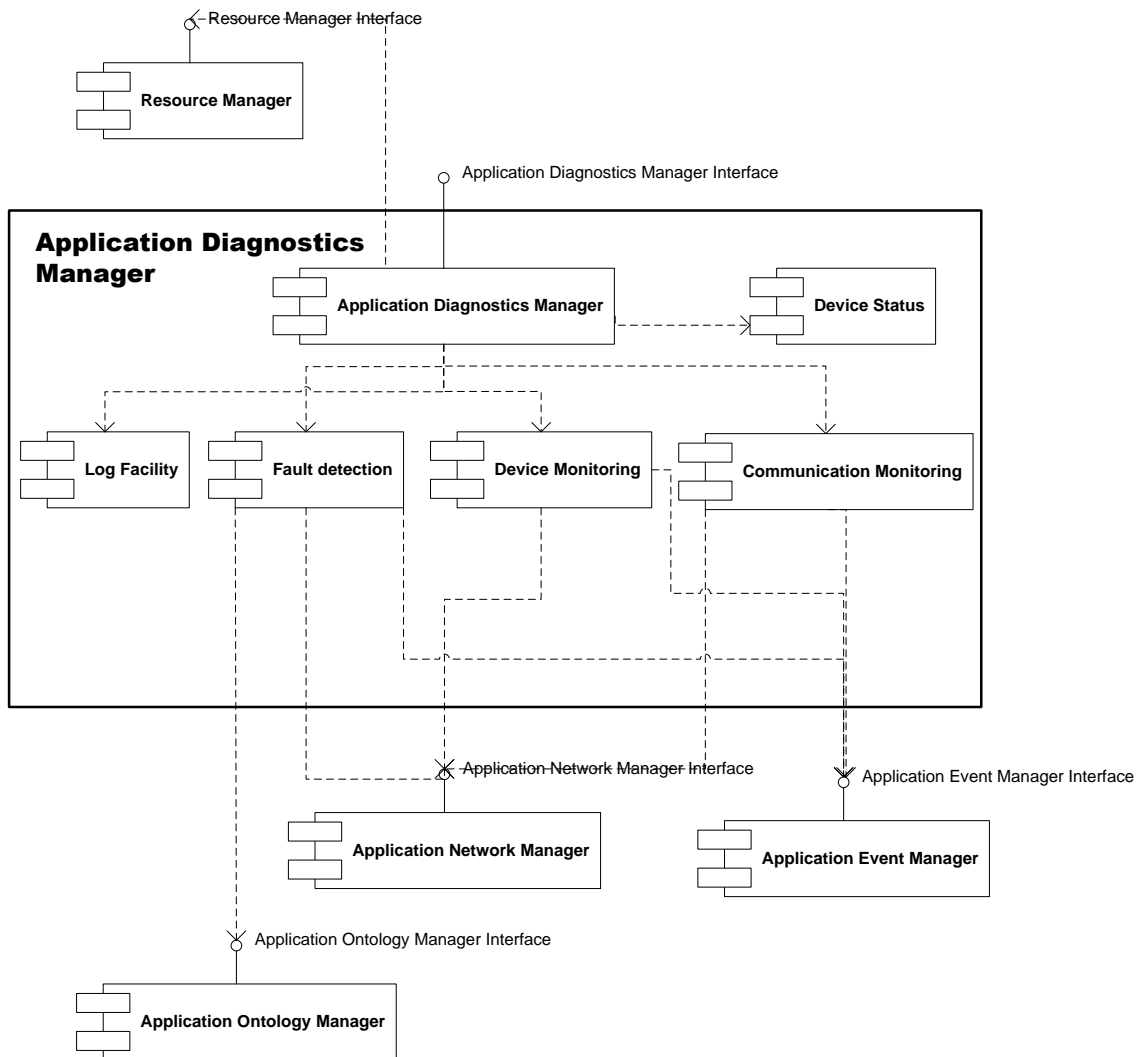 Resource Manager Interface
Resource Manager
Application Diagnostics Manager Interface
Application Diagnostics
Manager
Application Diagnostics Manager
Device Status
Log Facility
Fault detection
Device Monitoring
Communication Monitoring
Application Network Manager Interface
Application Event Manager Interface
Application Network Manager
Application Event Manager
Application Ontology Manager Interface
Application Ontology Manager